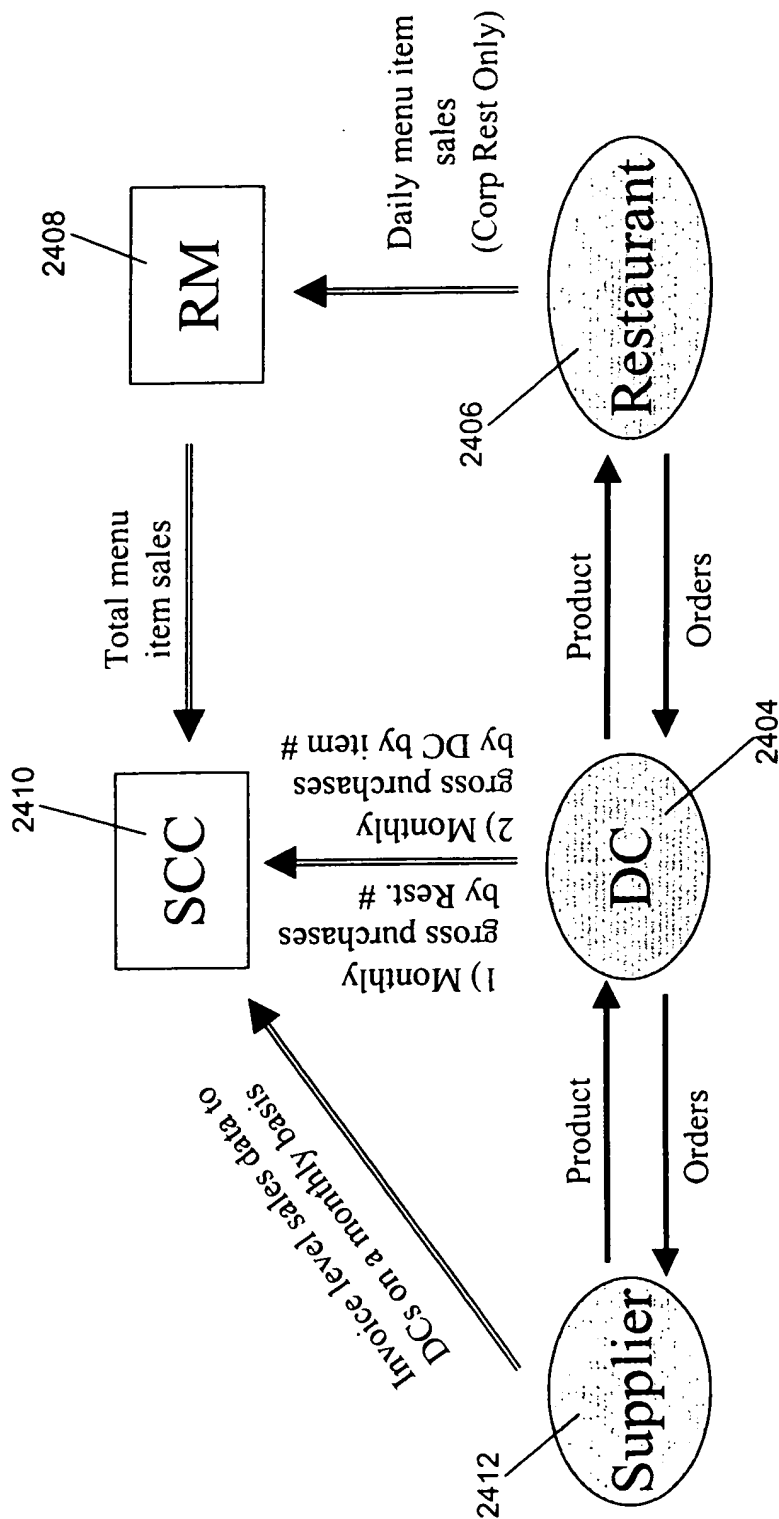 2408
RM
Daily menu item
sales
(Corp Rest Only)
2406
Restaurant
Total menu
item sales
2410
SCC
1) Monthly
gross purchases
by Rest. #
2) Monthly
gross purchases
by DC by item #
Product
Orders
2404
DC
Invoice level sales data to
DCs on a monthly basis
Product
Orders
2412
Supplier